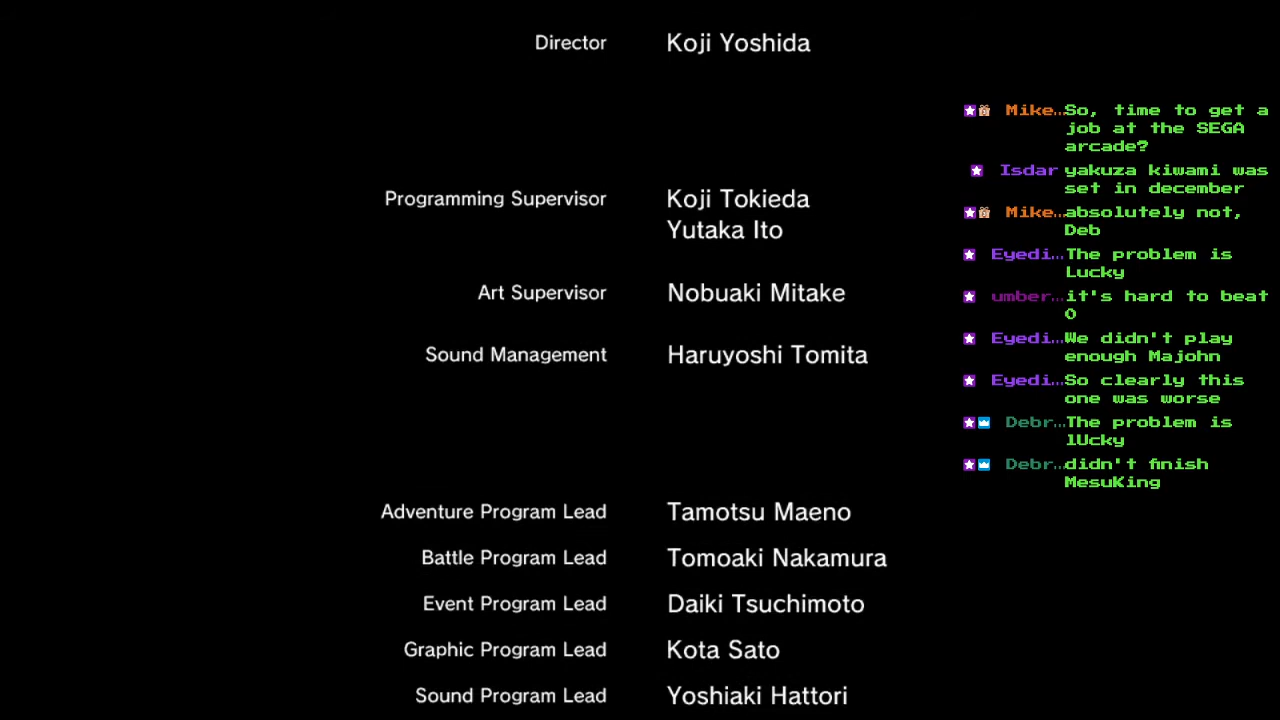 Director Koji Yoshida
Programming Supervisor Koji Tokieda
Yutaka Ito
Art Supervisor Nobuaki Mitake
Sound Management Haruyoshi Tomita
Adventure Program Lead Tamotsu Maeno
Battle Program Lead Tomoaki Nakamura
Event Program Lead Daiki Tsuchimoto
Graphic Program Lead Kota Sato
Sound Program Lead Yoshiaki Hattori
Mike… So, time to get a
job at the SEGA
arcade?
Isdar yakuza kiwami was
set in december
Mike… absolutely not,
Deb
Eyedi… The problem is
Lucky
umber… it's hard to beat
0
Eyedi… We didn't play
enough Majohn
Eyedi… So clearly this
one was worse
Debr… The problem is
lUcky
Debr… didn't finish
MesuKing